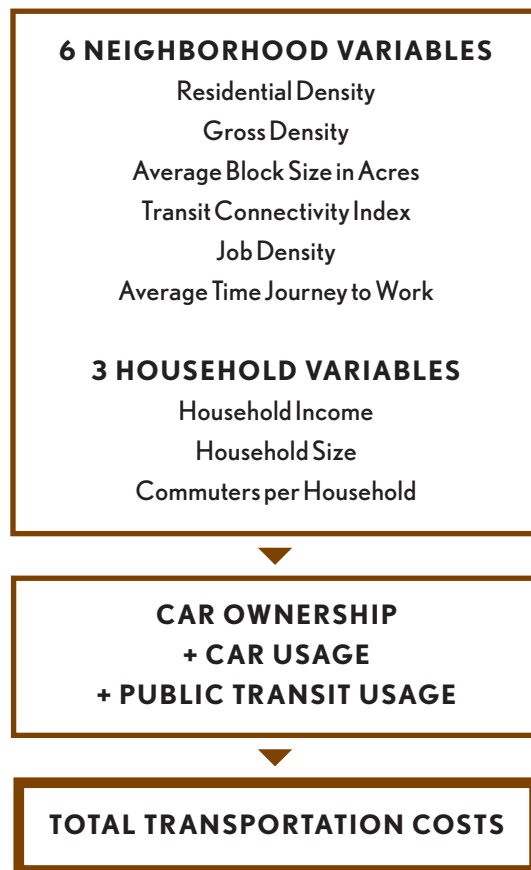 6 NEIGHBORHOOD VARIABLES
Residential Density
Gross Density
Average Block Size in Acres
Transit Connectivity Index
Job Density
Average Time Journey to Work
3 HOUSEHOLD VARIABLES
Household Income
Household Size
Commuters per Household
CAR OWNERSHIP
+ CAR USAGE
+ PUBLIC TRANSIT USAGE
TOTAL TRANSPORTATION COSTS